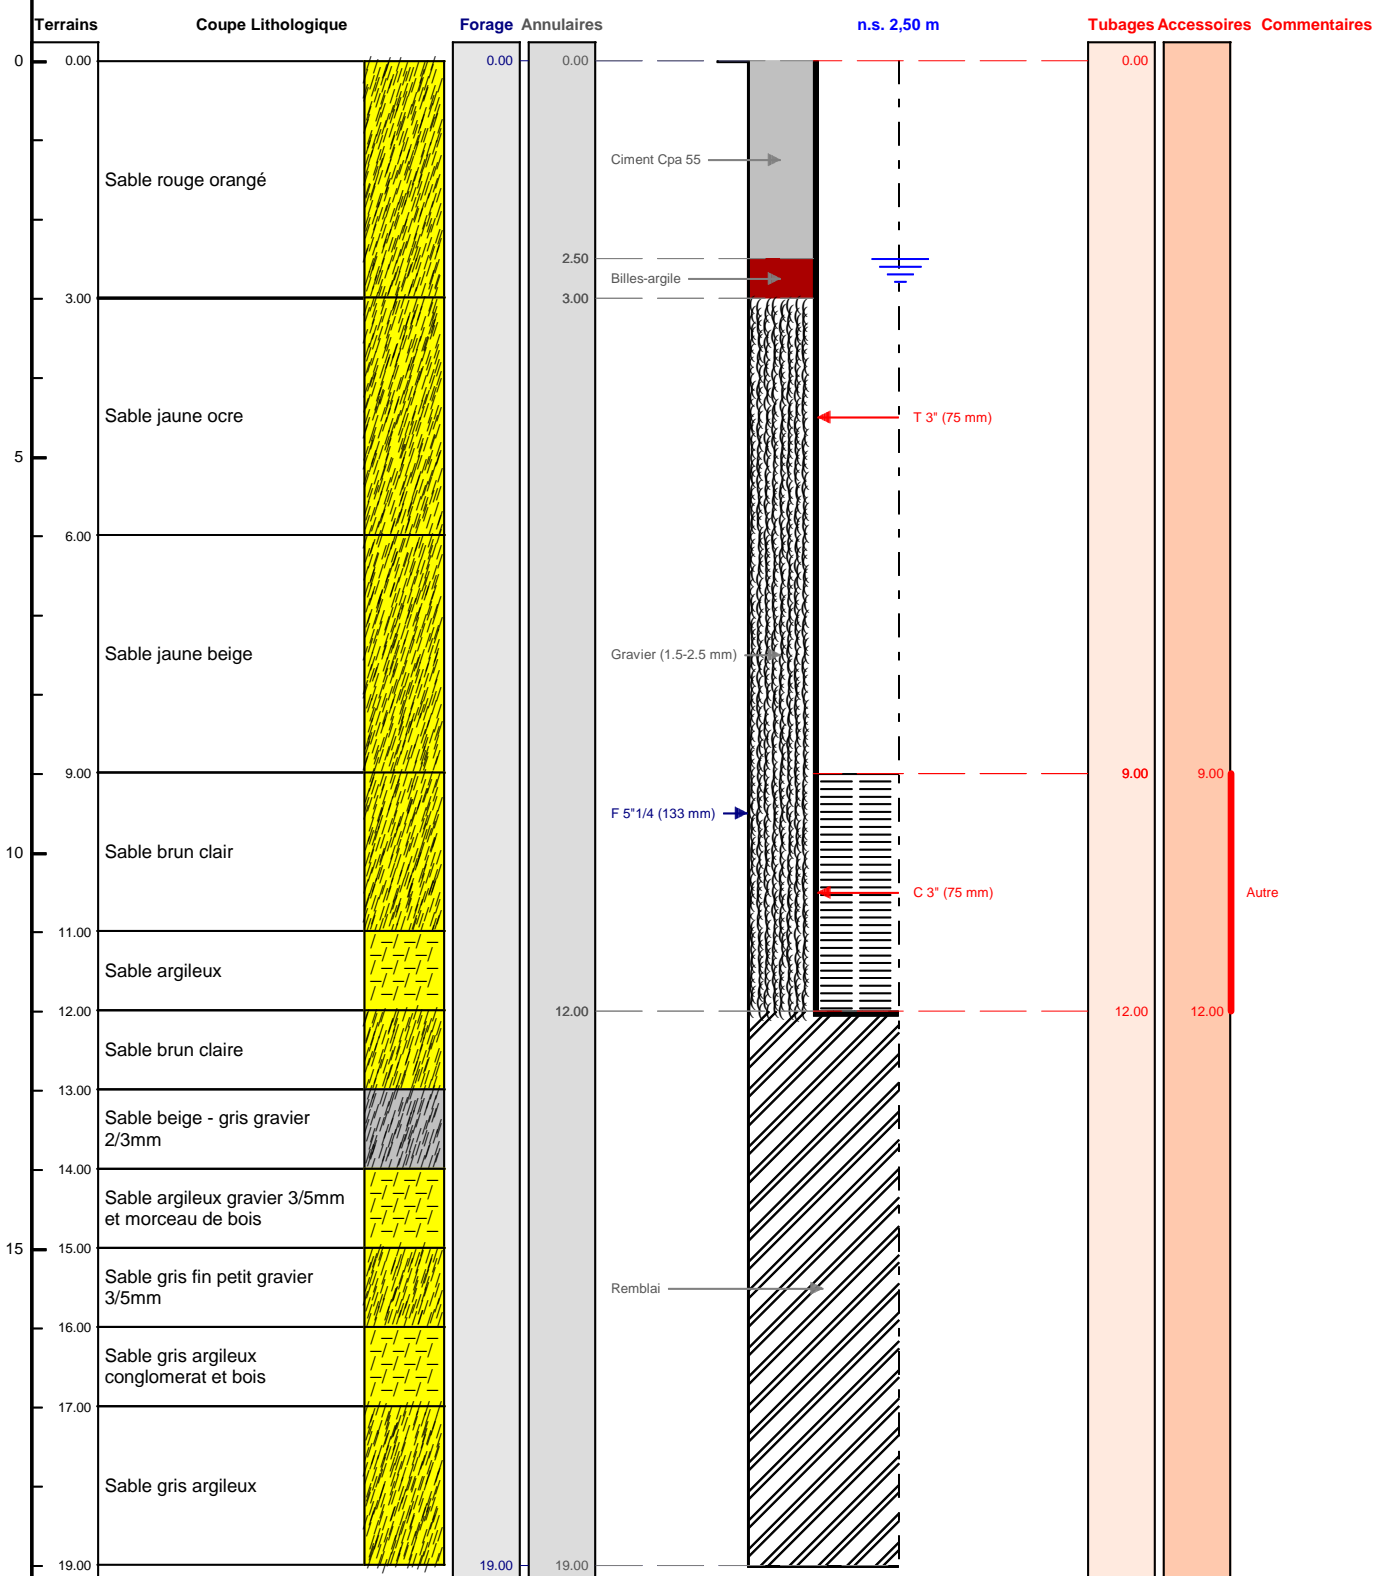 Terrains Coupe Lithologique Forage Annulaires n.s. 2,50 m Tubages Accessoires Commentaires
0 0.00 0.00 0.00 0.00
Ciment Cpa 55
Sable rouge orangé
2.50
Billes-argile
3.00 3.00
Sable jaune ocre T 3" (75 mm)
5
6.00
Sable jaune beige Gravier (1.5-2.5 mm)
9.00 9.00 9.00
F 5"1/4 (133 mm)
10 Sable brun clair
C 3" (75 mm) Autre
11.00
Sable argileux
12.00 12.00 12.00 12.00
Sable brun claire
13.00
Sable beige - gris gravier
2/3mm
14.00
Sable argileux gravier 3/5mm
et morceau de bois
15 15.00
Sable gris fin petit gravier
3/5mm
Remblai
16.00
Sable gris argileux
conglomerat et bois
17.00
Sable gris argileux
19.00 19.00 19.00